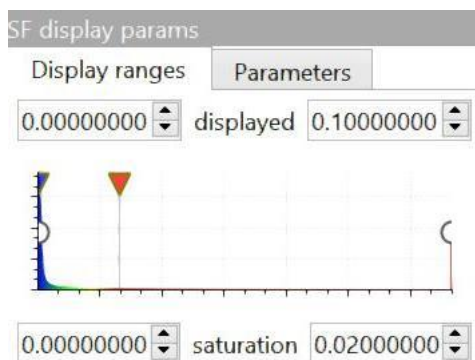 SF display params
Display ranges Parameters
0.00000000 displayed 0.10000000
0.00000000 saturation 0.02000000